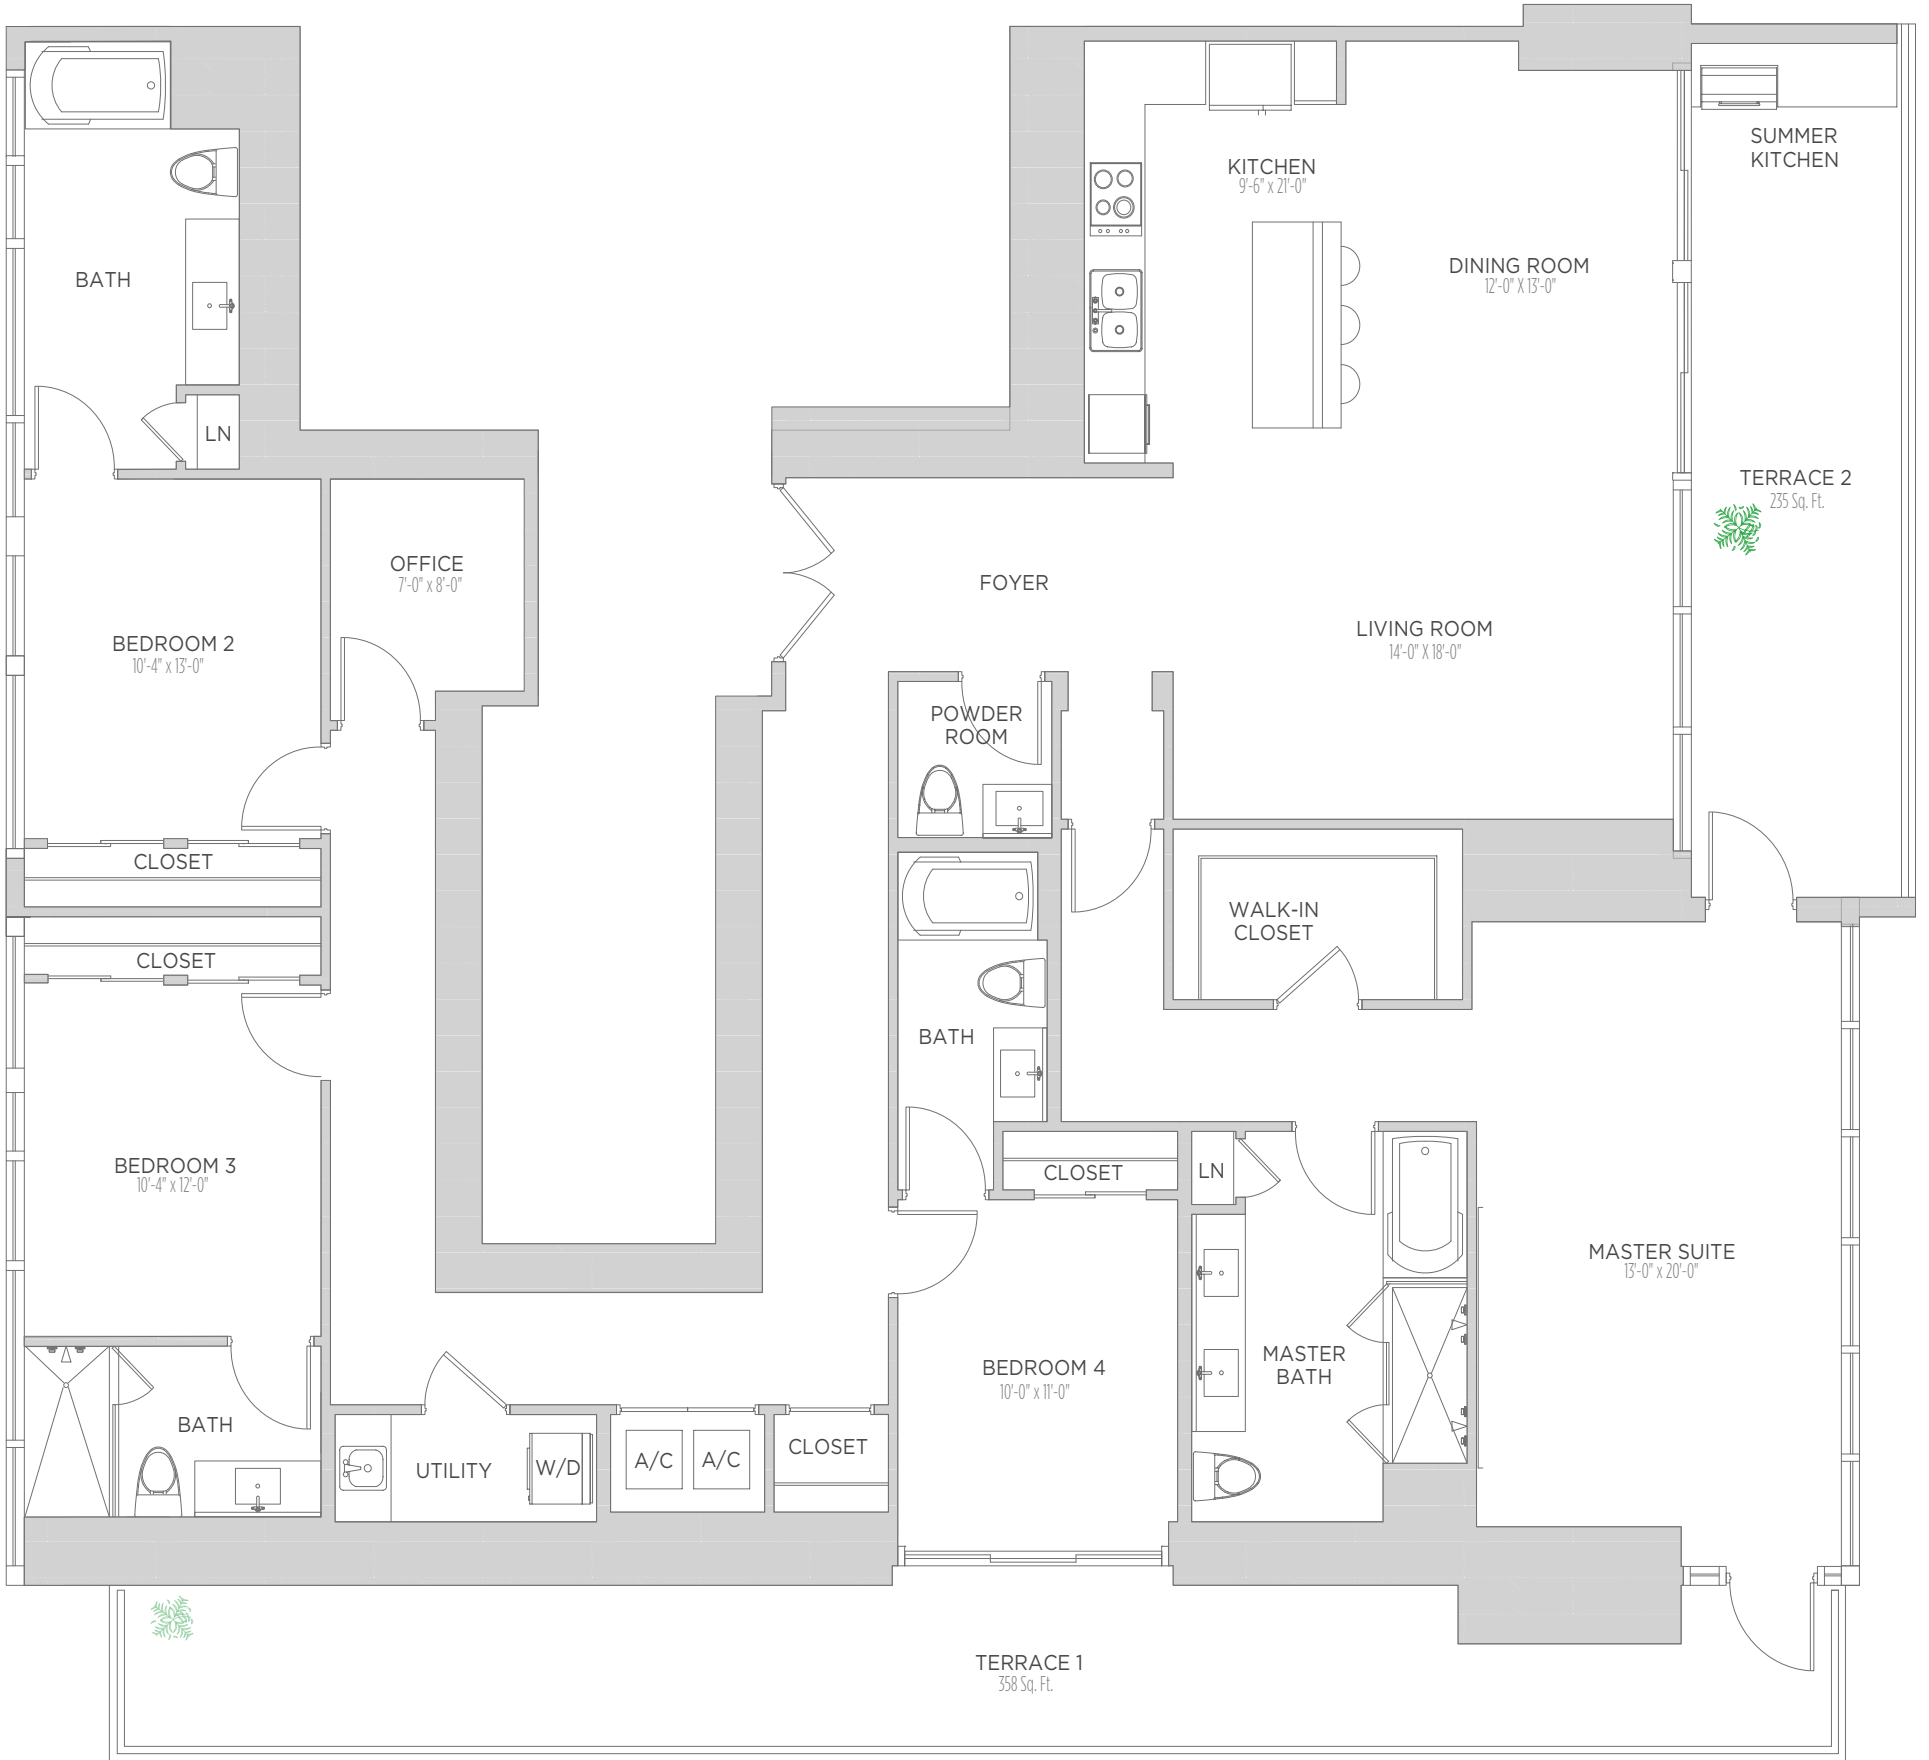 SUMMER
KITCHEN
KITCHEN
9'-6" x 21'-0"
DINING ROOM
12'-0" X 13'-0"
BATH
LN
TERRACE 2
235 Sq. Ft.
OFFICE
7'-0" x 8'-0"
FOYER
BEDROOM 2
10'-4" x 13'-0"
LIVING ROOM
14'-0" X 18'-0"
POWDER
ROOM
CLOSET
WALK-IN
CLOSET
CLOSET
BATH
BEDROOM 3
10'-4" x 12'-0"
CLOSET
LN
MASTER SUITE
13'-0" x 20'-0"
BEDROOM 4
10'-0" x 11'-0"
MASTER
BATH
BATH
UTILITY
W/D
A/C
A/C
CLOSET
TERRACE 1
358 Sq. Ft.